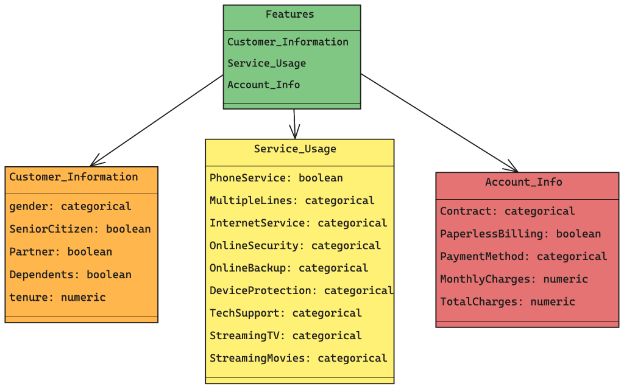 Features
Customer_Information
Service_Usage
Account_Info
Customer_Information
gender: categorical
SeniorCitizen: boolean
Partner: boolean
Dependents: boolean
tenure: numeric
Service_Usage
PhoneService: boolean
MultipleLines: categorical
InternetService: categorical
OnlineSecurity: categorical
OnlineBackup: categorical
DeviceProtection: categorical
TechSupport: categorical
StreamingTV: categorical
StreamingMovies: categorical
Account_Info
Contract: categorical
PaperlessBilling: boolean
PaymentMethod: categorical
MonthlyCharges: numeric
TotalCharges: numeric